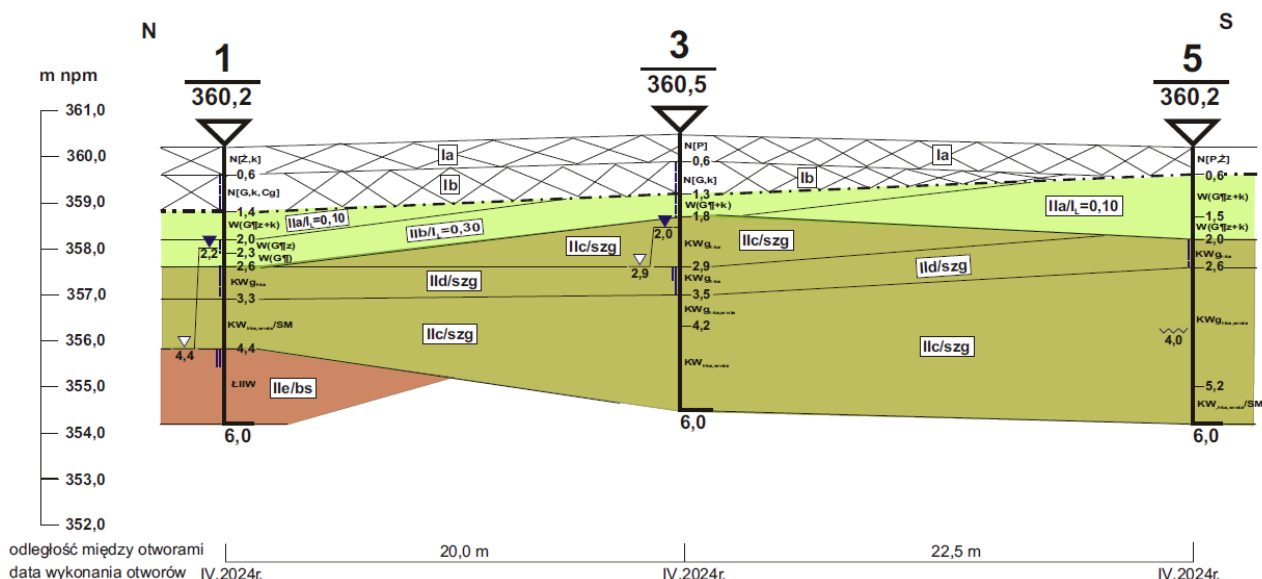 N
S
1
360,2
3
360,5
5
360,2
m npm
361,0
360,0
359,0
358,0
357,0
356,0
355,0
354,0
353,0
352,0
N[Ż,k]
0,6
N[G,k,Cg]
1,4
W(G¶z+k)
2,0
W(G¶z)
2,3
W(G¶)
2,6
3,3
4,4
ŁIIW
6,0
2,2
4,4
Ia
Ib
IIa/IL=0,10
IIb/IL=0,30
IIc/szg
IId/szg
IIc/szg
IIe/bs
N[P]
0,6
N[G,k]
1,3
W(G¶+k)
1,8
2,9
3,5
4,2
6,0
2,0
2,9
Ia
Ib
IIa/IL=0,10
IIc/szg
IId/szg
IIc/szg
N[P,Ż]
0,6
W(G¶z+k)
1,5
W(G¶z+k)
2,0
2,6
4,0
5,2
6,0
odległość między otworami 20,0 m 22,5 m
data wykonania otworów IV.2024r. IV.2024r. IV.2024r.